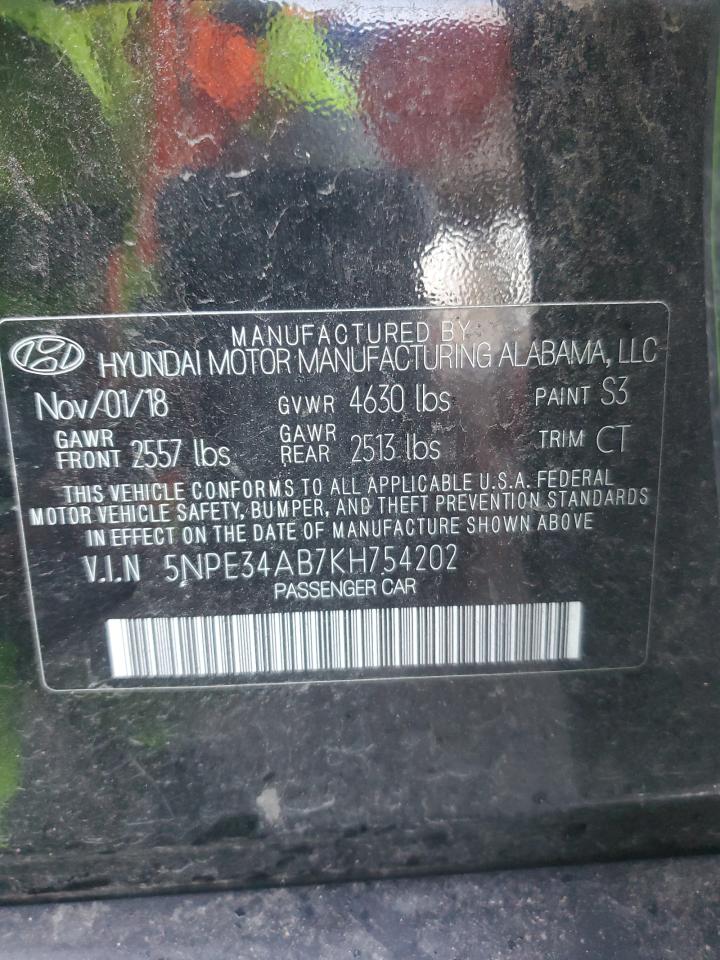 MANUFACTURED BY
HYUNDAI MOTOR MANUFACTURING ALABAMA, LLC
Nov/01/18 GVWR 4630 lbs PAINT S3
GAWR FRONT 2557 lbs GAWR REAR 2513 lbs TRIM CT
THIS VEHICLE CONFORMS TO ALL APPLICABLE U.S.A. FEDERAL
MOTOR VEHICLE SAFETY, BUMPER, AND THEFT PREVENTION STANDARDS
IN EFFECT ON THE DATE OF MANUFACTURE SHOWN ABOVE
V.I.N 5NPE34AB7KH754202
PASSENGER CAR